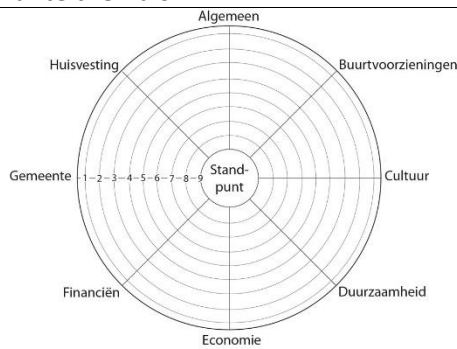 Algemeen
Huisvesting
Buurtvoorzieningen
Gemeente
1-2-3-4-5-6-7-8-9
Stand-
punt
Cultuur
Financiën
Duurzaamheid
Economie